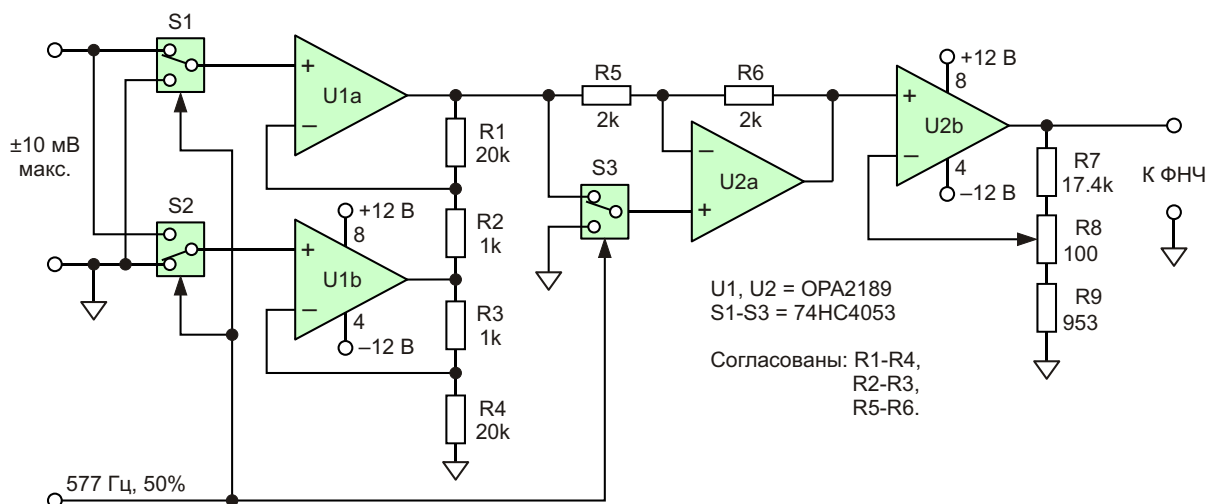 S1
+
U1a
−
±10 мВ
макс.
S2
+12 В
8
+
U1b
−
4
−12 В
R1
20k
R2
1k
R3
1k
R4
20k
R5
2k
R6
2k
S3
−
U2a
+
+12 В
8
+
U2b
−
4
−12 В
R7
17.4k
R8
100
R9
953
К ФНЧ
U1, U2 = OPA2189
S1-S3 = 74HC4053
Согласованы: R1-R4,
R2-R3,
R5-R6.
577 Гц, 50%